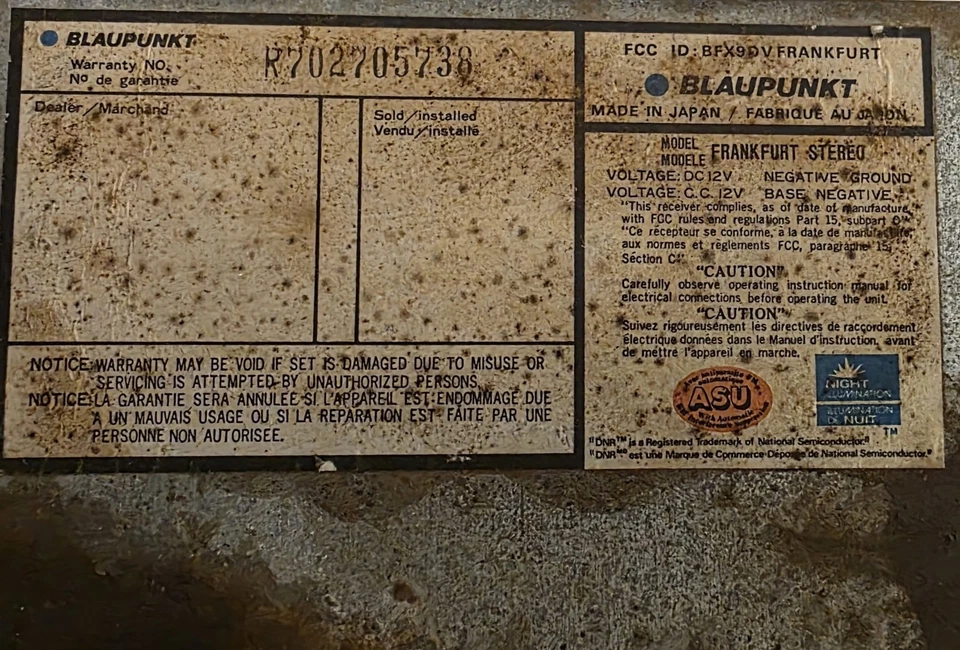 BLAUPUNKT
Warranty NO.
Nº de garantie
R702705738
Dealer/Marchand
Sold/installed
Vendu/installé
NOTICE:WARRANTY MAY BE VOID IF SET IS DAMAGED DUE TO MISUSE OR
SERVICING IS ATTEMPTED BY UNAUTHORIZED PERSONS.
NOTICE:LA GARANTIE SERA ANNULEE SI L'APPAREIL EST ENDOMMAGE DUE
A UN MAUVAIS USAGE OU SI LA REPARATION EST FAITE PAR UNE
PERSONNE NON AUTORISEE.
FCC ID:BFX9DVFRANKFURT
BLAUPUNKT
MADE IN JAPAN / FABRIQUE AU JAPON
MODEL
MODELE
FRANKFURT STEREO
VOLTAGE:DC12V NEGATIVE GROUND
VOLTAGE:C.C. 12V BASE NEGATIVE
"This receiver complies, as of date of manufacture,
with FCC rules and regulations Part 15, subpart C"
"Ce récepteur se conforme, à la date de manufacture,
aux normes et règlements FCC, paragraphe 15,
Section C"
"CAUTION"
Carefully observe operating instruction manual for
electrical connections before operating the unit.
"CAUTION"
Suivez rigoureusement les directives de raccordement
électrique données dans le Manuel d'instruction, avant
de mettre l'appareil en marche.
automatique
ASU
With Automatic
NIGHT
ILLUMINATION
ILLUMINATION
DE NUIT
TM
"DNR™ is a Registered Trademark of National Semiconductor."
"DNR est une Marque de Commerce Déposée de National Semiconductor."